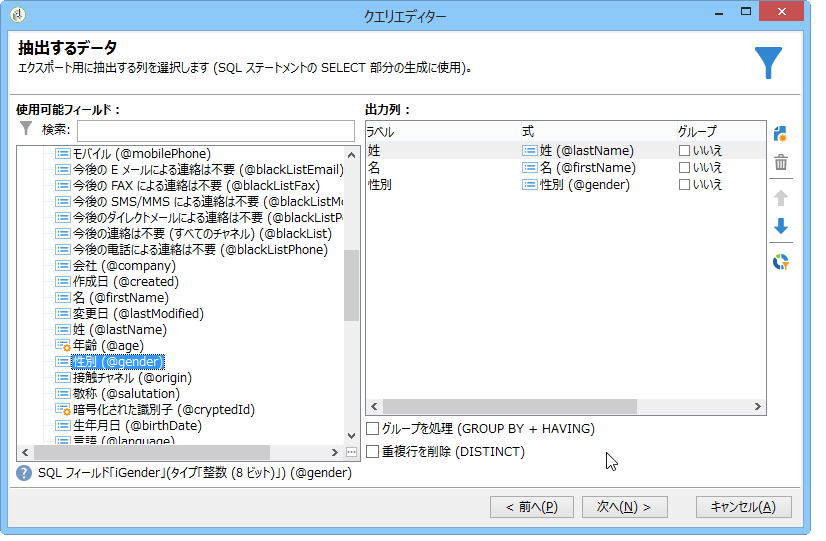 クエリエディター
抽出するデータ
エクスポート用に抽出する列を選択します (SQL ステートメントの SELECT 部分の生成に使用)。
使用可能フィールド：
検索:
モバイル (@mobilePhone)
今後の E メールによる連絡は不要 (@blackListEmail)
今後の FAX による連絡は不要 (@blackListFax)
今後の SMS/MMS による連絡は不要 (@blackListMo
今後のダイレクトメールによる連絡は不要 (@blackListPo
今後の連絡は不要 (すべてのチャネル) (@blackList)
今後の電話による連絡は不要 (@blackListPhone)
会社 (@company)
作成日 (@created)
名 (@firstName)
変更日 (@lastModified)
姓 (@lastName)
年齢 (@age)
性別 (@gender)
接触チャネル (@origin)
敬称 (@salutation)
暗号化された識別子 (@cryptedId)
生年月日 (@birthDate)
言語 (@language)
SQL フィールド「iGender」(タイプ「整数 (8 ビット)」) (@gender)
出力列：
ラベル 式 グループ
姓 姓 (@lastName) いいえ
名 名 (@firstName) いいえ
性別 性別 (@gender) いいえ
グループを処理 (GROUP BY + HAVING)
重複行を削除 (DISTINCT)
< 前へ(P) 次へ(N) > キャンセル(A)